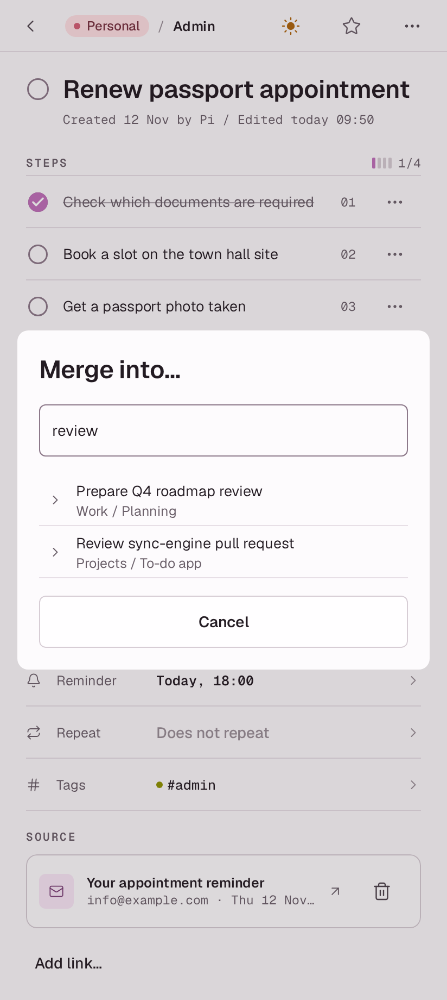 Personal / Admin
Renew passport appointment
Created 12 Nov by Pi / Edited today 09:50
STEPS 1/4
Check which documents are required 01
Book a slot on the town hall site 02
Get a passport photo taken 03
Merge into…
review
Prepare Q4 roadmap review
Work / Planning
Review sync-engine pull request
Projects / To-do app
Cancel
Reminder Today, 18:00
Repeat Does not repeat
Tags #admin
SOURCE
Your appointment reminder
info@example.com · Thu 12 Nov…
Add link…